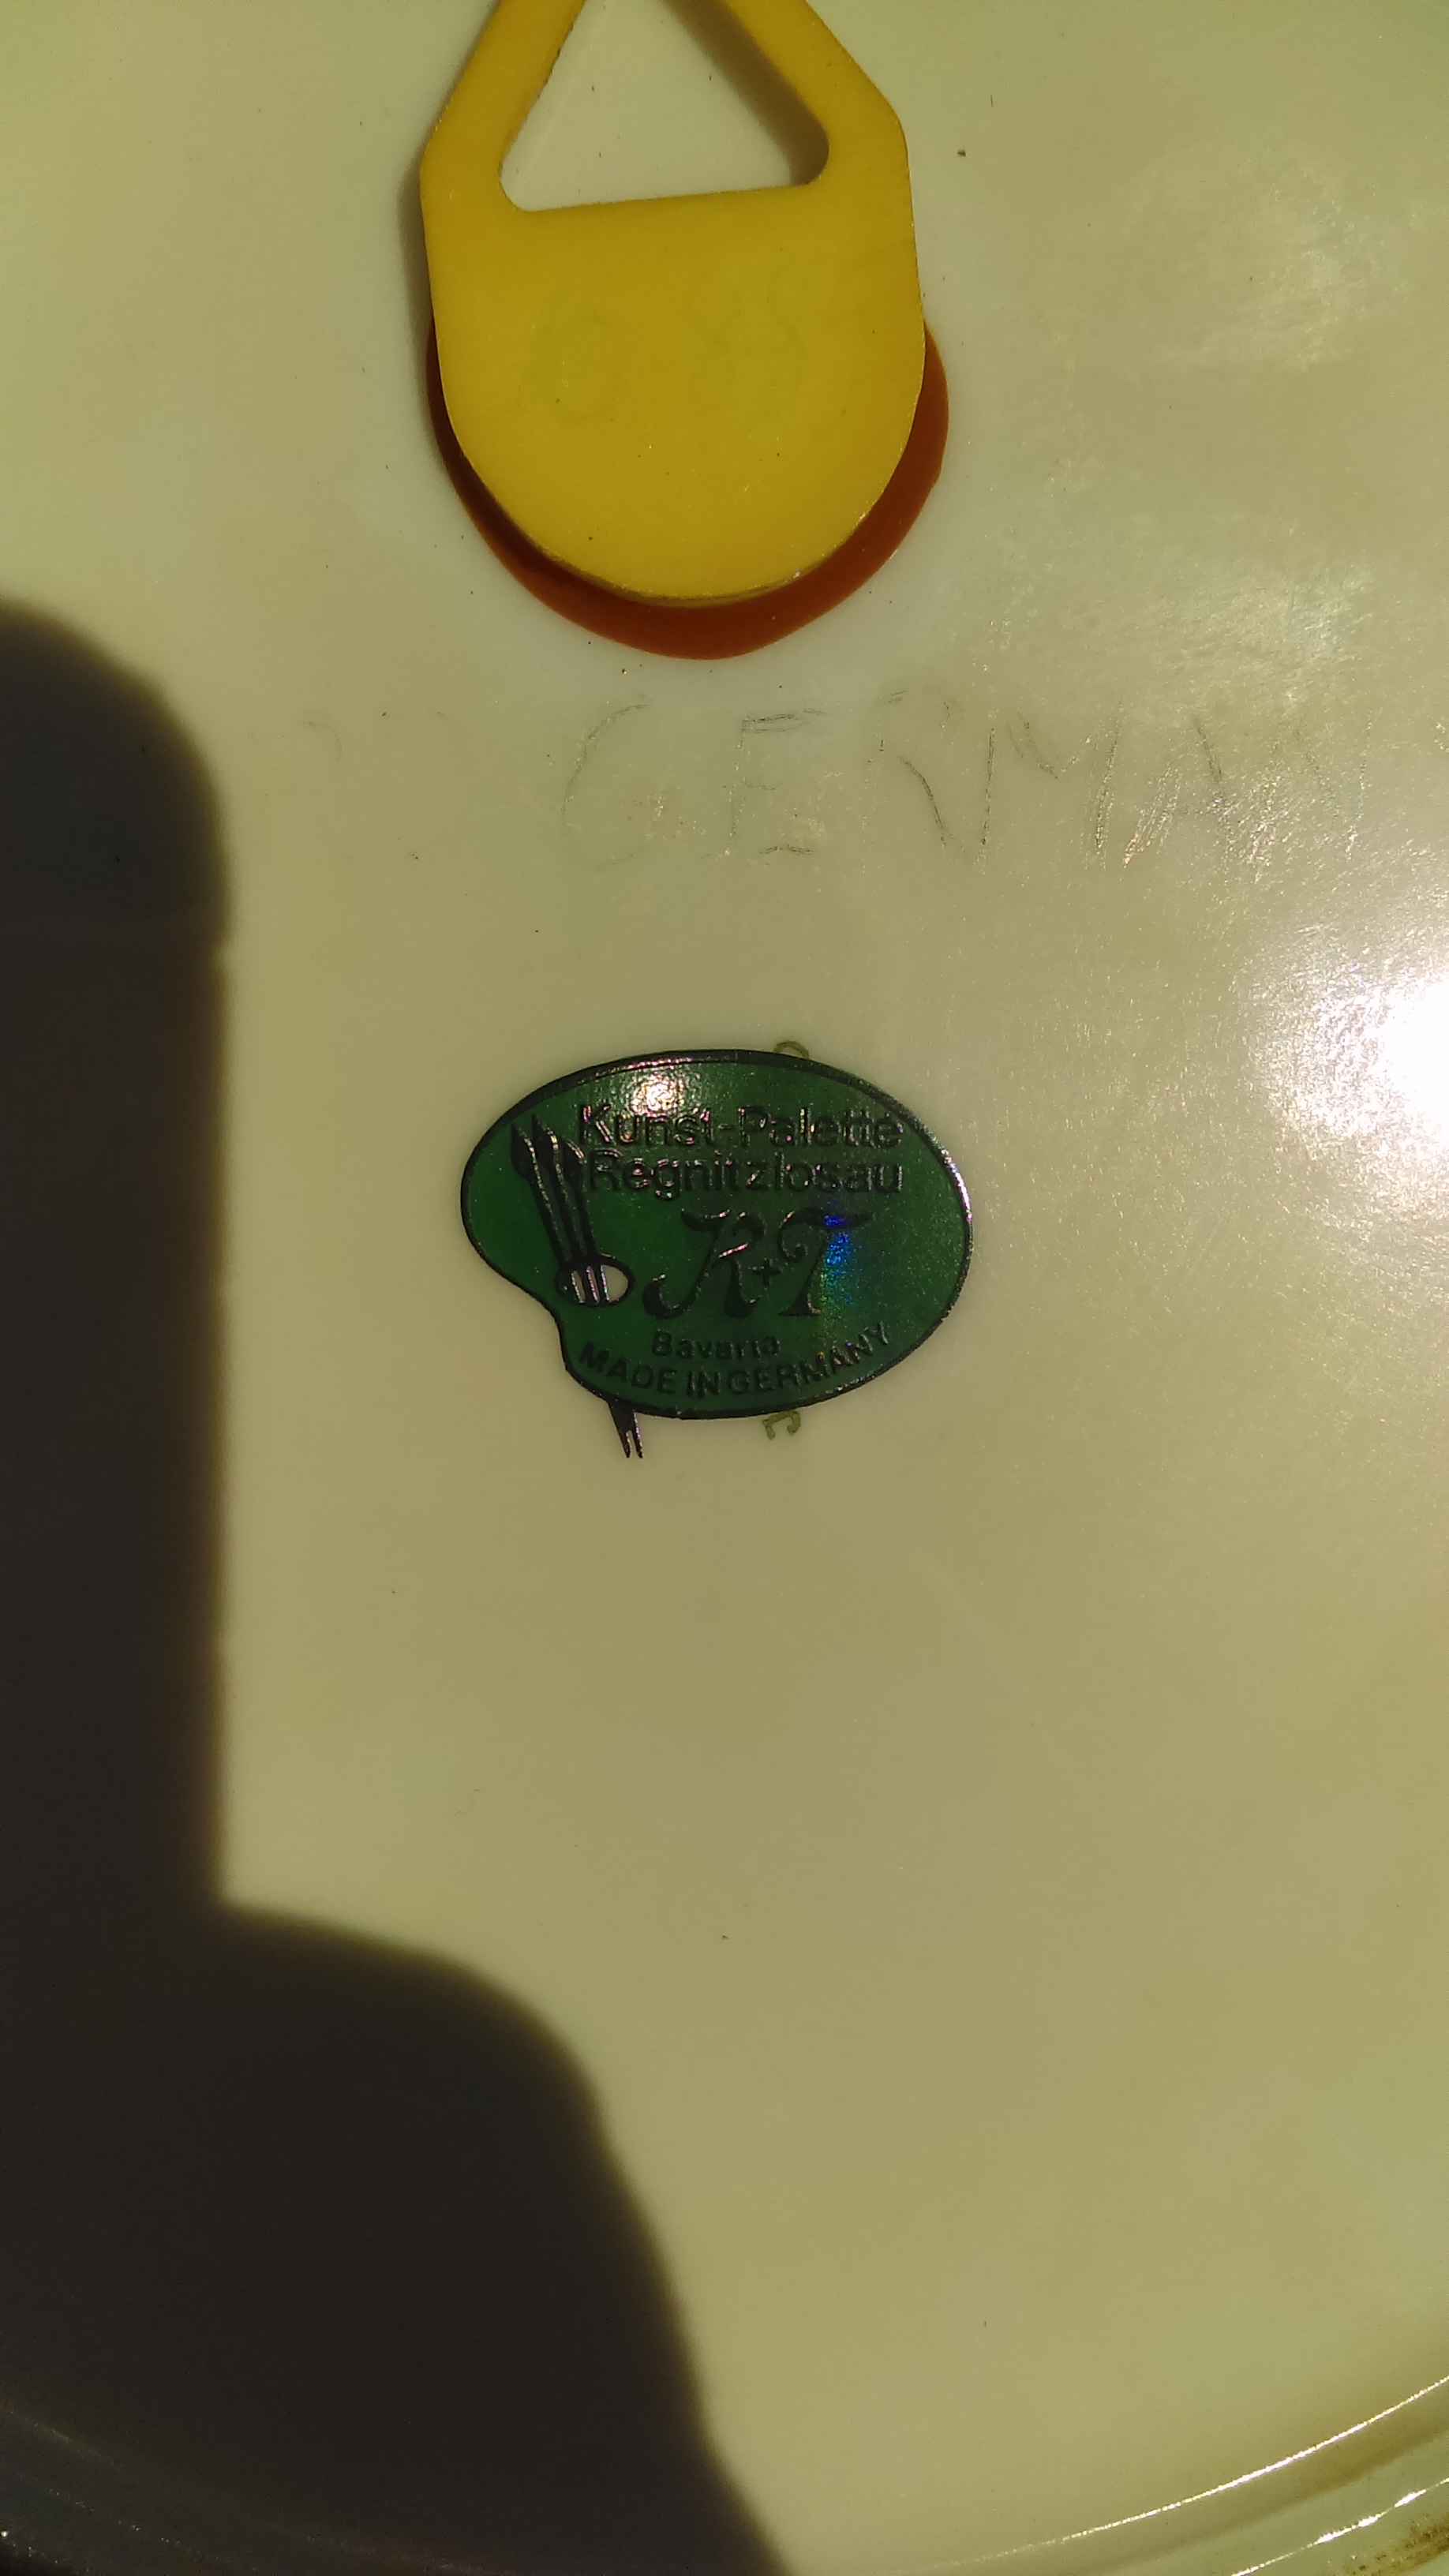 GERMAN
Kunst-Palette
Regnitzlosau
K+T
Bavaria
MADE IN GERMANY